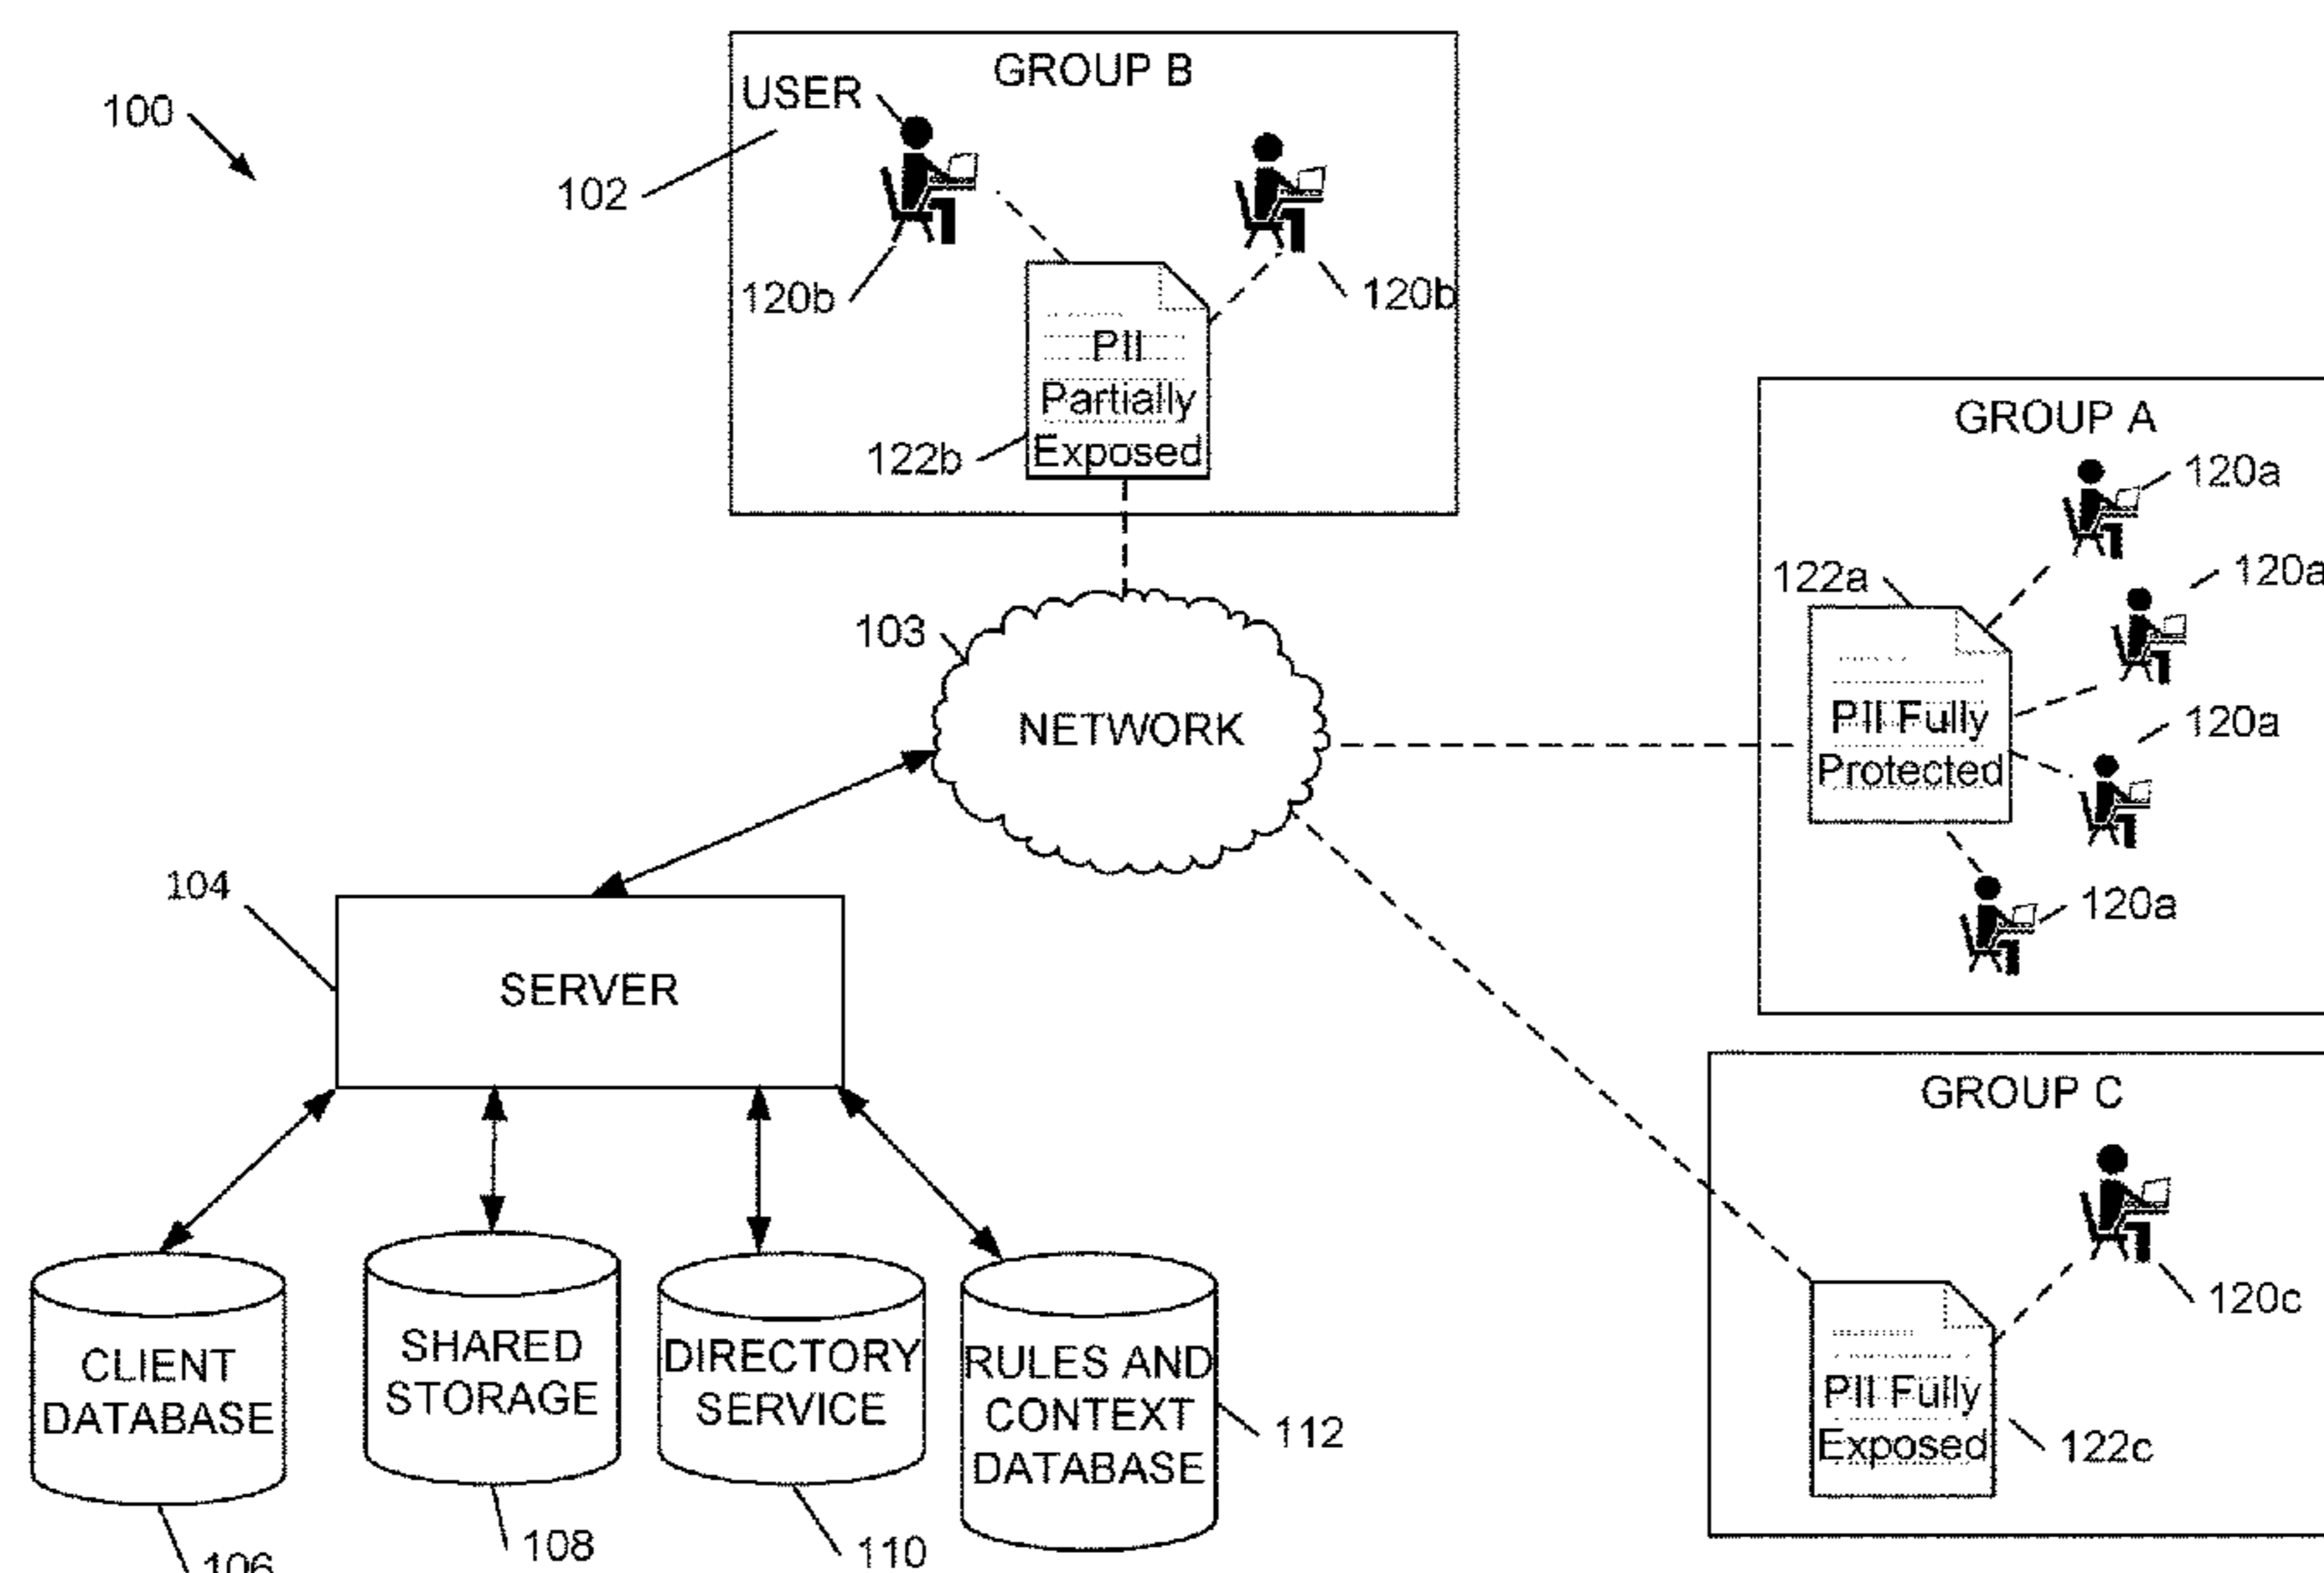 100
GROUP B
USER
102
120b
120b
PII
Partially
Exposed
122b
GROUP A
120a
120a
122a
120a
PII Fully
Protected
120a
103
NETWORK
104
SERVER
GROUP C
120c
PII Fully
Exposed
122c
CLIENT
DATABASE
SHARED
STORAGE
DIRECTORY
SERVICE
RULES AND
CONTEXT
DATABASE
112
106
108
110